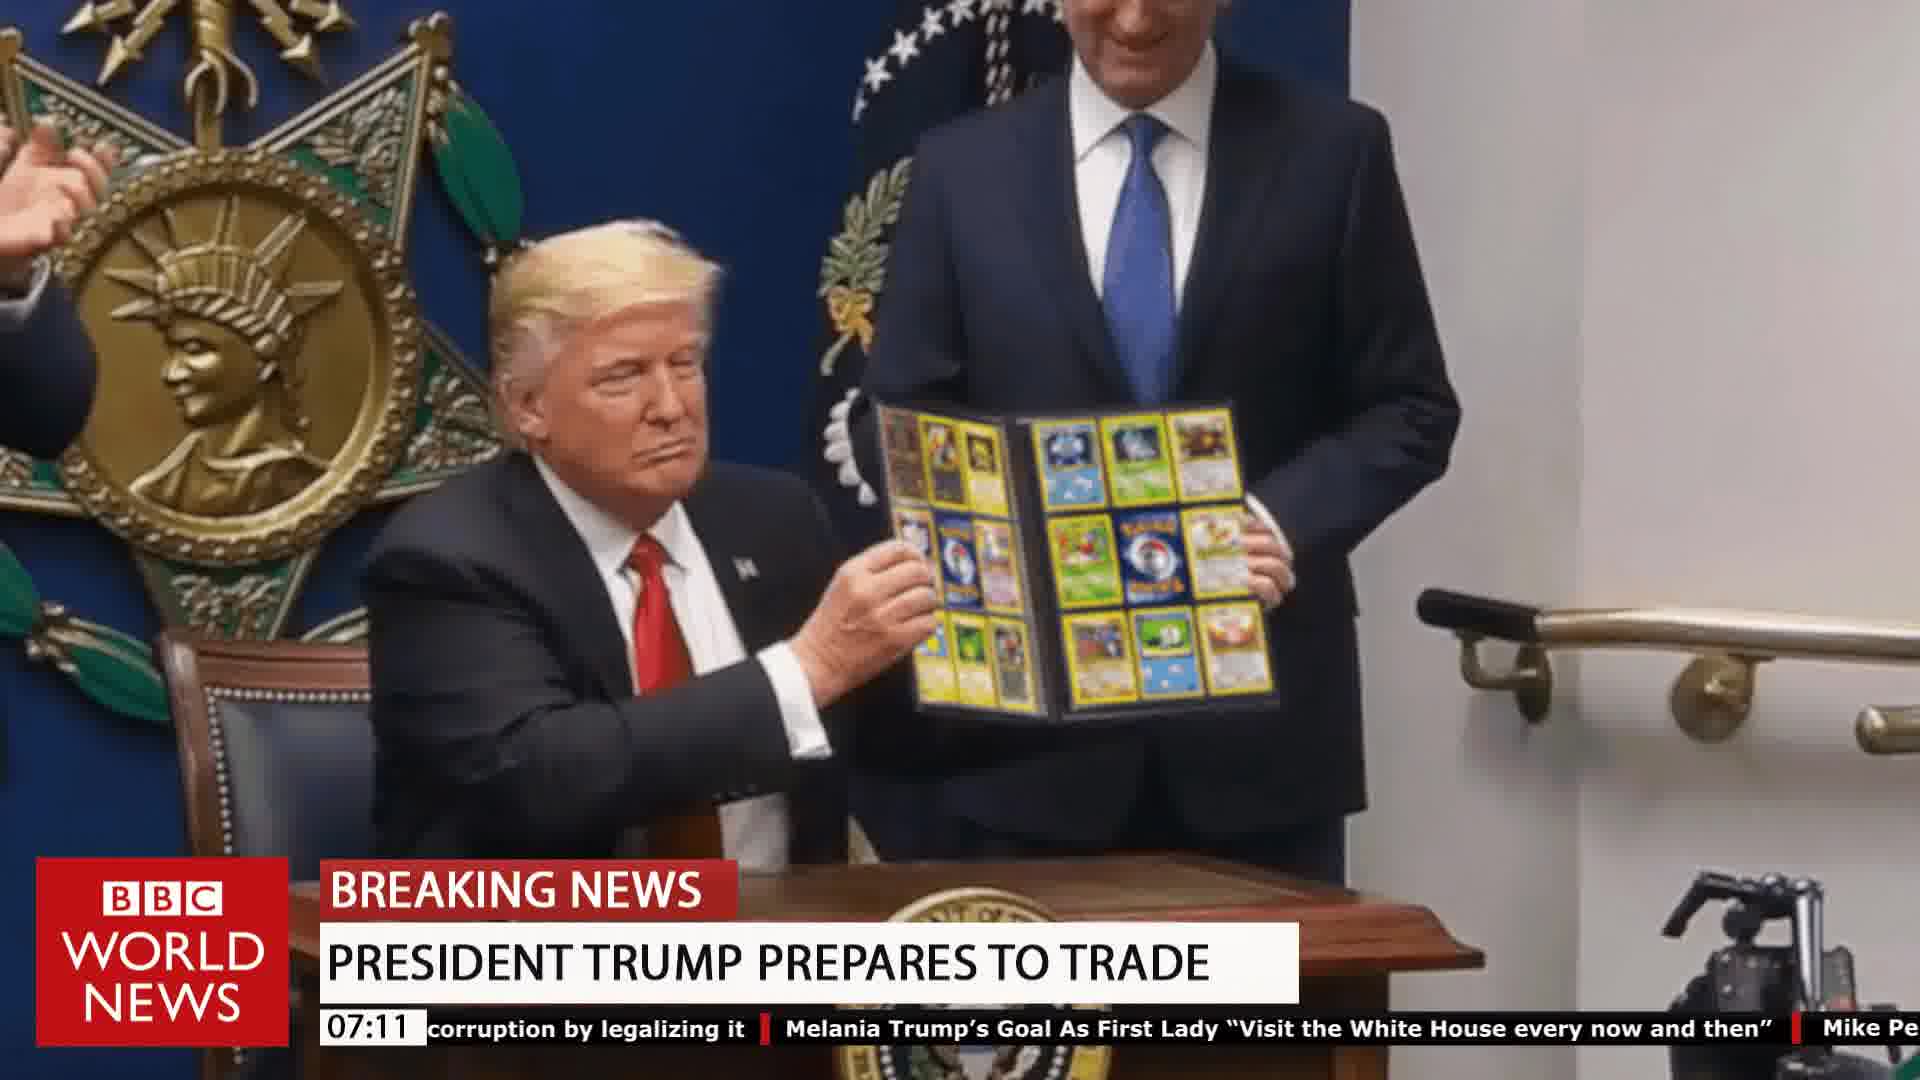 BBC
WORLD
NEWS
BREAKING NEWS
PRESIDENT TRUMP PREPARES TO TRADE
07:11 corruption by legalizing it | Melania Trump’s Goal As First Lady “Visit the White House every now and then” | Mike Pe